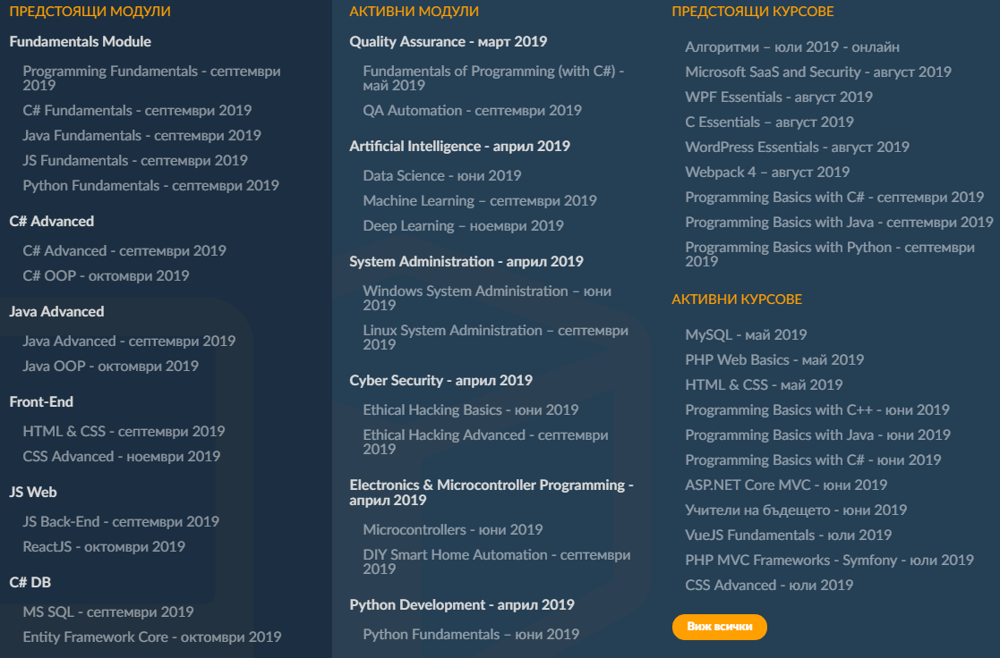 ПРЕДСТОЯЩИ МОДУЛИ
Fundamentals Module
Programming Fundamentals - септември
2019
C# Fundamentals - септември 2019
Java Fundamentals - септември 2019
JS Fundamentals - септември 2019
Python Fundamentals - септември 2019
C# Advanced
C# Advanced - септември 2019
C# OOP - октомври 2019
Java Advanced
Java Advanced - септември 2019
Java OOP - октомври 2019
Front-End
HTML & CSS - септември 2019
CSS Advanced - ноември 2019
JS Web
JS Back-End - септември 2019
ReactJS - октомври 2019
C# DB
MS SQL - септември 2019
Entity Framework Core - октомври 2019
АКТИВНИ МОДУЛИ
Quality Assurance - март 2019
Fundamentals of Programming (with C#) -
май 2019
QA Automation - септември 2019
Artificial Intelligence - април 2019
Data Science - юни 2019
Machine Learning – септември 2019
Deep Learning – ноември 2019
System Administration - април 2019
Windows System Administration – юни
2019
Linux System Administration – септември
2019
Cyber Security - април 2019
Ethical Hacking Basics - юни 2019
Ethical Hacking Advanced - септември
2019
Electronics & Microcontroller Programming -
април 2019
Microcontrollers - юни 2019
DIY Smart Home Automation - септември
2019
Python Development - април 2019
Python Fundamentals – юни 2019
ПРЕДСТОЯЩИ КУРСОВЕ
Алгоритми – юли 2019 - онлайн
Microsoft SaaS and Security - август 2019
WPF Essentials - август 2019
C Essentials – август 2019
WordPress Essentials - август 2019
Webpack 4 – август 2019
Programming Basics with C# - септември 2019
Programming Basics with Java - септември 2019
Programming Basics with Python - септември
2019
АКТИВНИ КУРСОВЕ
MySQL - май 2019
PHP Web Basics - май 2019
HTML & CSS - май 2019
Programming Basics with C++ - юни 2019
Programming Basics with Java - юни 2019
Programming Basics with C# - юни 2019
ASP.NET Core MVC - юни 2019
Учители на бъдещето - юни 2019
VueJS Fundamentals - юли 2019
PHP MVC Frameworks - Symfony - юли 2019
CSS Advanced - юли 2019
Виж всички